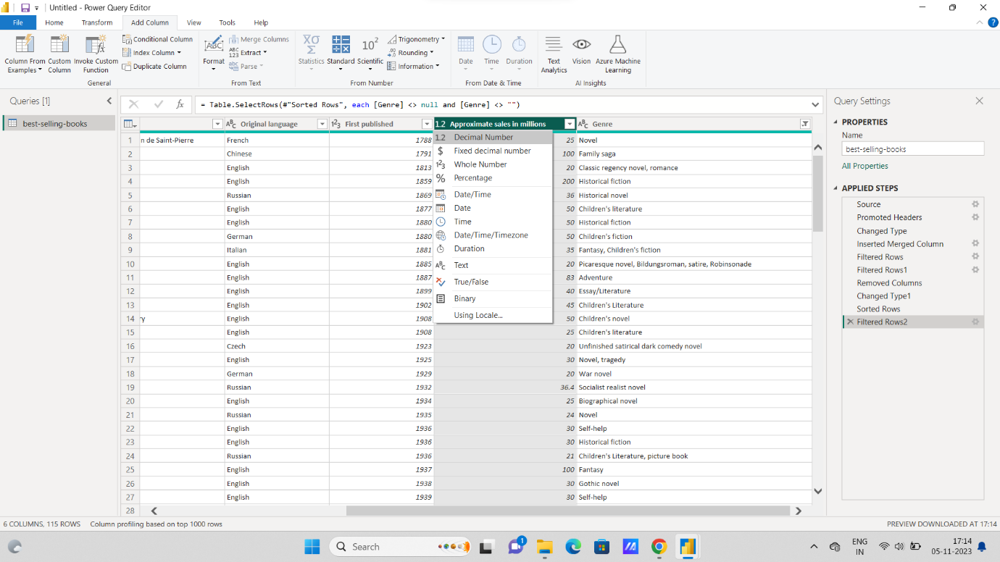 Untitled - Power Query Editor
File Home Transform Add Column View Tools Help
Column From Examples
Custom Column
Invoke Custom Function
Conditional Column
Index Column
Duplicate Column
General
Format
Merge Columns
Extract
Parse
From Text
Statistics
Standard
Scientific
Trigonometry
Rounding
Information
From Number
Date
Time
Duration
From Date & Time
Text Analytics
Vision
Azure Machine Learning
AI Insights
Queries [1]
best-selling-books
= Table.SelectRows(#"Sorted Rows", each [Genre] <> null and [Genre] <> "")
Original language First published 1.2 Approximate sales in millions Genre
1 n de Saint-Pierre French 1788 25 Novel
2 Chinese 1791 100 Family saga
3 English 1813 20 Classic regency novel, romance
4 English 1859 200 Historical fiction
5 Russian 1869 36 Historical novel
6 English 1877 50 Children's literature
7 English 1880 50 Historical fiction
8 German 1880 50 Children's fiction
9 Italian 1881 35 Fantasy, Children's fiction
10 English 1885 20 Picaresque novel, Bildungsroman, satire, Robinsonade
11 English 1887 83 Adventure
12 English 1899 40 Essay/Literature
13 English 1902 45 Children's Literature
14 ry English 1908 50 Children's novel
15 English 1908 25 Children's literature
16 Czech 1923 20 Unfinished satirical dark comedy novel
17 English 1925 30 Novel, tragedy
18 German 1929 20 War novel
19 Russian 1932 36.4 Socialist realist novel
20 English 1934 25 Biographical novel
21 Russian 1935 24 Novel
22 English 1936 30 Self-help
23 English 1936 30 Historical fiction
24 Russian 1936 21 Children's Literature, picture book
25 English 1937 100 Fantasy
26 English 1938 30 Gothic novel
27 English 1939 30 Self-help
28
1.2 Decimal Number
$ Fixed decimal number
Whole Number
% Percentage
Date/Time
Date
Time
Date/Time/Timezone
Duration
Text
True/False
Binary
Using Locale...
Query Settings
PROPERTIES
Name
best-selling-books
All Properties
APPLIED STEPS
Source
Promoted Headers
Changed Type
Inserted Merged Column
Filtered Rows
Filtered Rows1
Removed Columns
Changed Type1
Sorted Rows
Filtered Rows2
6 COLUMNS, 115 ROWS Column profiling based on top 1000 rows
PREVIEW DOWNLOADED AT 17:14
Search
1
ENG
IN
17:14
05-11-2023